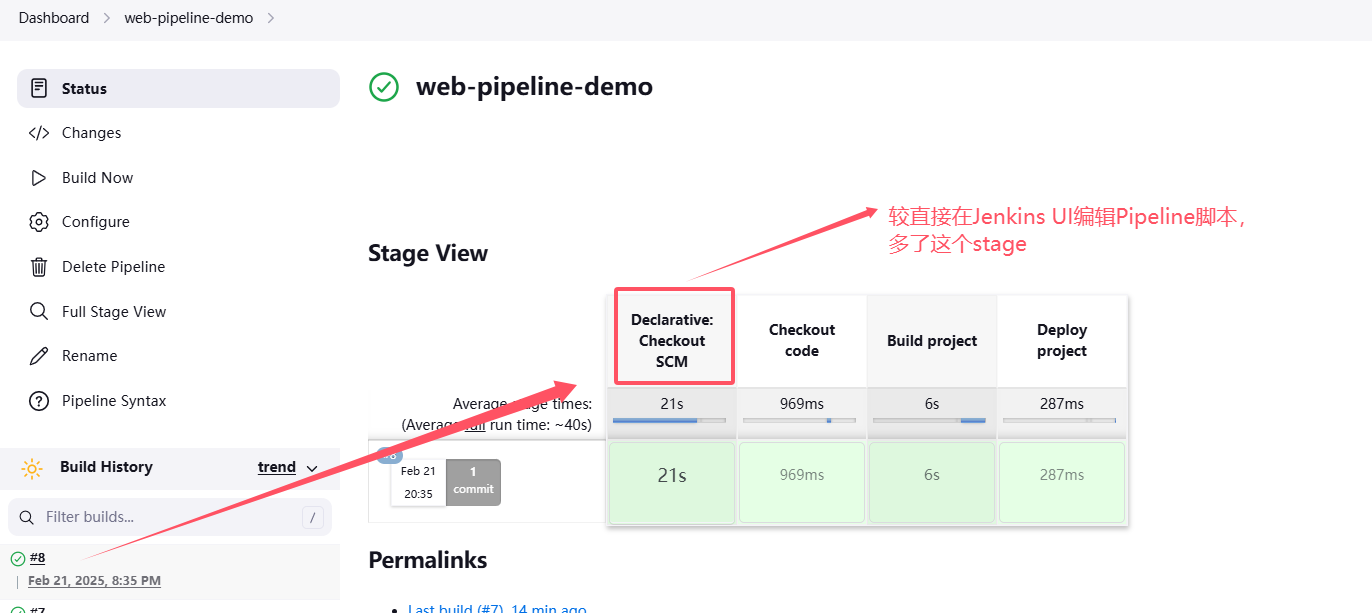 Dashboard > web-pipeline-demo >
Status
Changes
Build Now
Configure
Delete Pipeline
Full Stage View
Rename
Pipeline Syntax
Build History trend
Filter builds... /
#8
Feb 21, 2025, 8:35 PM
#7
web-pipeline-demo
较直接在Jenkins UI编辑Pipeline脚本，
多了这个stage
Stage View
Declarative:
Checkout
SCM
Checkout
code
Build project
Deploy
project
Average stage times:
(Average full run time: ~40s)
21s 969ms 6s 287ms
#8
Feb 21
20:35
1
commit
21s 969ms 6s 287ms
Permalinks
Last build (#7), 14 min ago